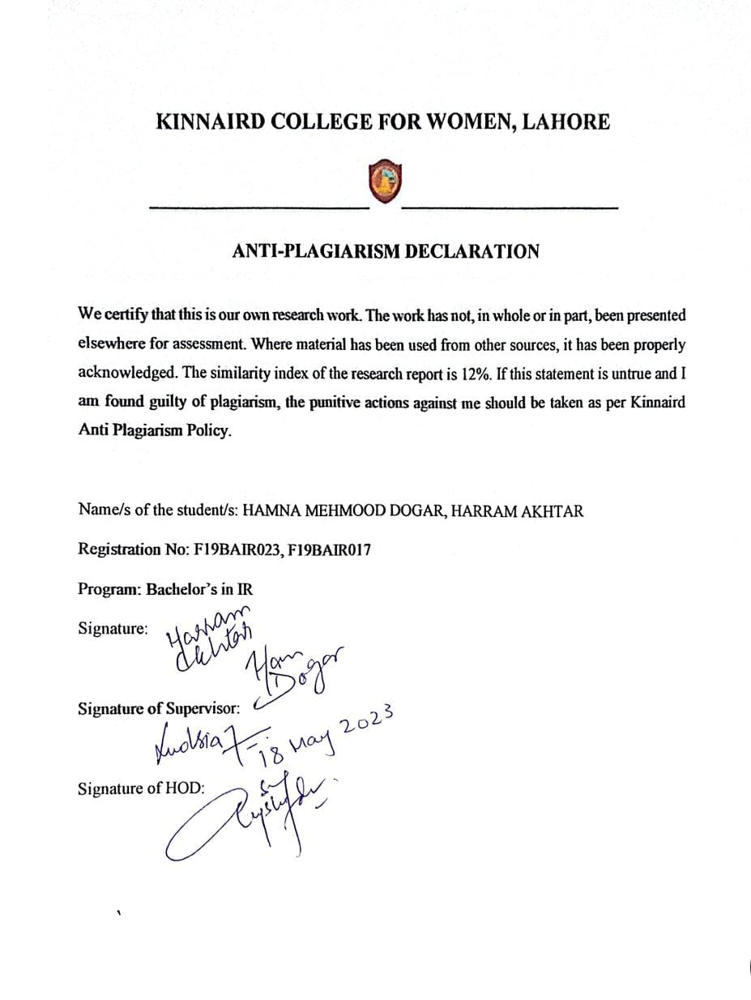 KINNAIRD COLLEGE FOR WOMEN, LAHORE
ANTI-PLAGIARISM DECLARATION
We certify that this is our own research work. The work has not, in whole or in part, been presented
elsewhere for assessment. Where material has been used from other sources, it has been properly
acknowledged. The similarity index of the research report is 12%. If this statement is untrue and I
am found guilty of plagiarism, the punitive actions against me should be taken as per Kinnaird
Anti Plagiarism Policy.
Name/s of the student/s: HAMNA MEHMOOD DOGAR, HARRAM AKHTAR
Registration No: F19BAIR023, F19BAIR017
Program: Bachelor's in IR
Signature:
Harram
Akhtar
Ham
Dogar
Signature of Supervisor:
18 May 2023
Signature of HOD: